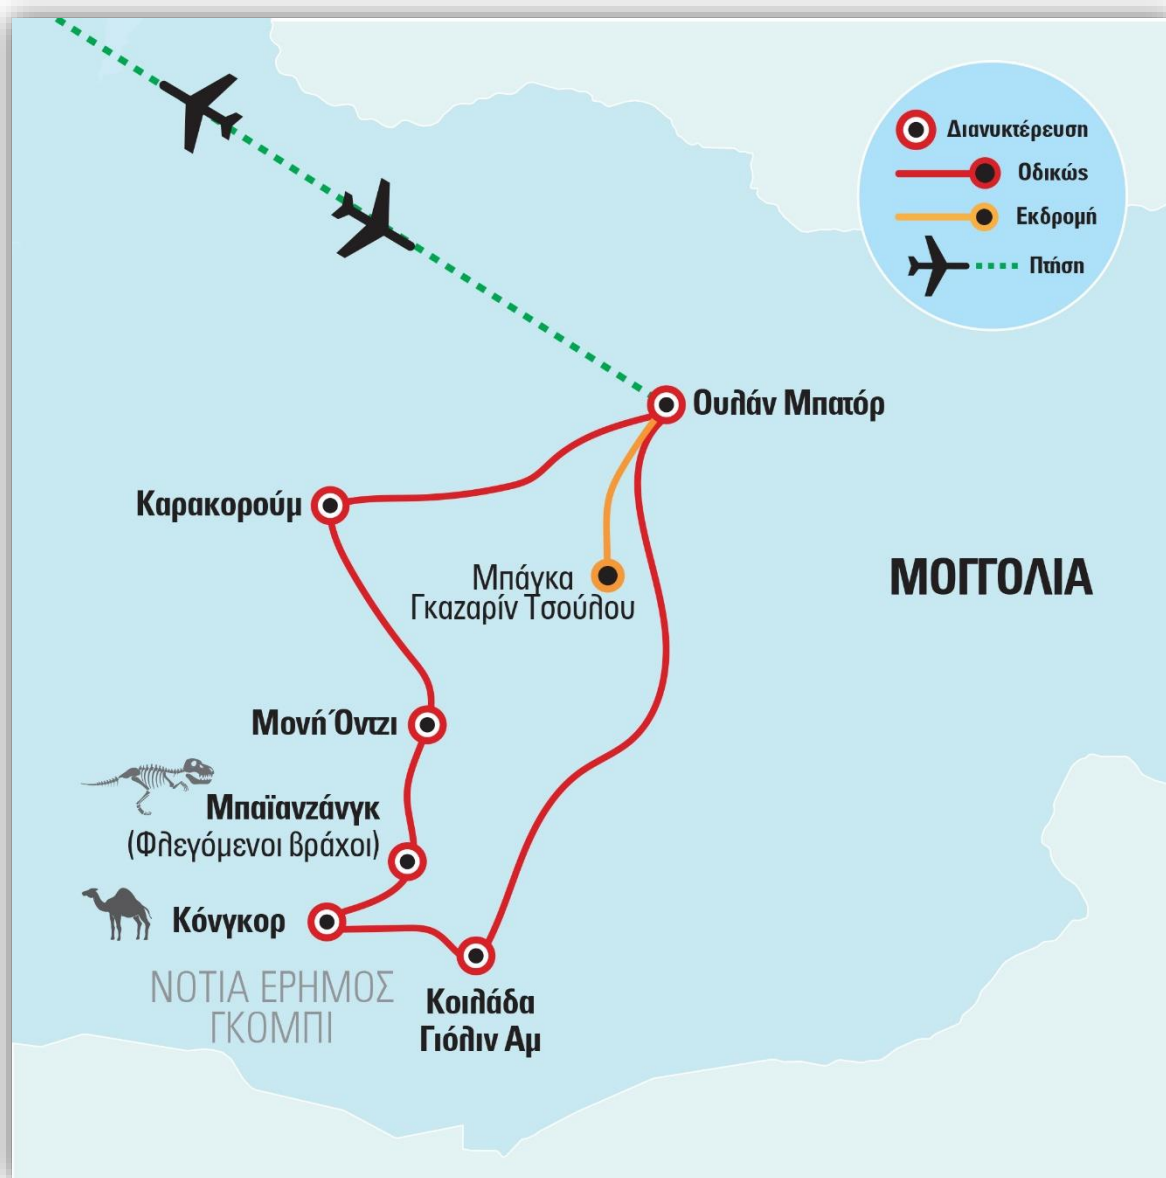 Διανυκτέρευση
Οδικώς
Εκδρομή
Πτήση
Ουλάν Μπατόρ
Καρακορούμ
Μπάγκα
Γκαζαρίν Τσούλου
ΜΟΓΓΟΛΙΑ
Μονή Όντζι
Μπαϊανζάνγκ
(Φλεγόμενοι βράχοι)
Κόνγκορ
ΝΟΤΙΑ ΕΡΗΜΟΣ
ΓΚΟΜΠΙ
Κοιλάδα
Γιόλιν Αμ